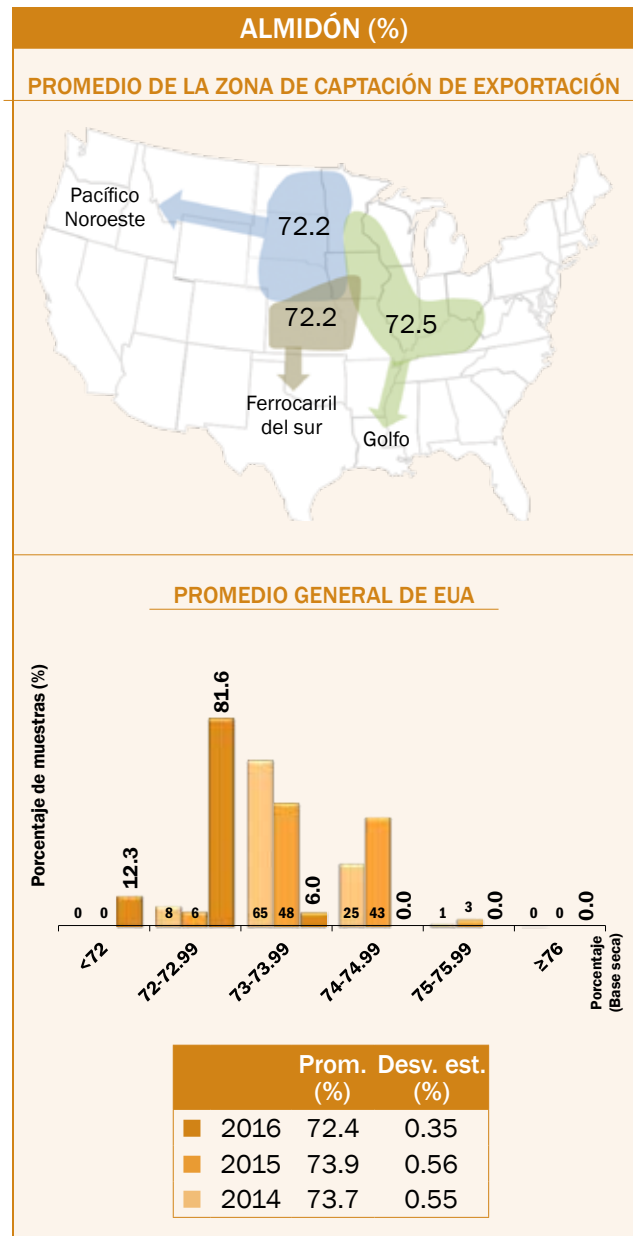 ALMIDÓN (%)
PROMEDIO DE LA ZONA DE CAPTACIÓN DE EXPORTACIÓN
Pacífico
Noroeste
72.2
72.2
72.5
Ferrocarril
del sur
Golfo
PROMEDIO GENERAL DE EUA
Porcentaje de muestras (%)
0 0 12.3
8 6 81.6
65 48 6.0
25 43 0.0
1 3 0.0
0 0 0.0
<72 72-72.99 73-73.99 74-74.99 75-75.99 ≥76
Porcentaje
(Base seca)
Prom. Desv. est.
(%) (%)
2016 72.4 0.35
2015 73.9 0.56
2014 73.7 0.55